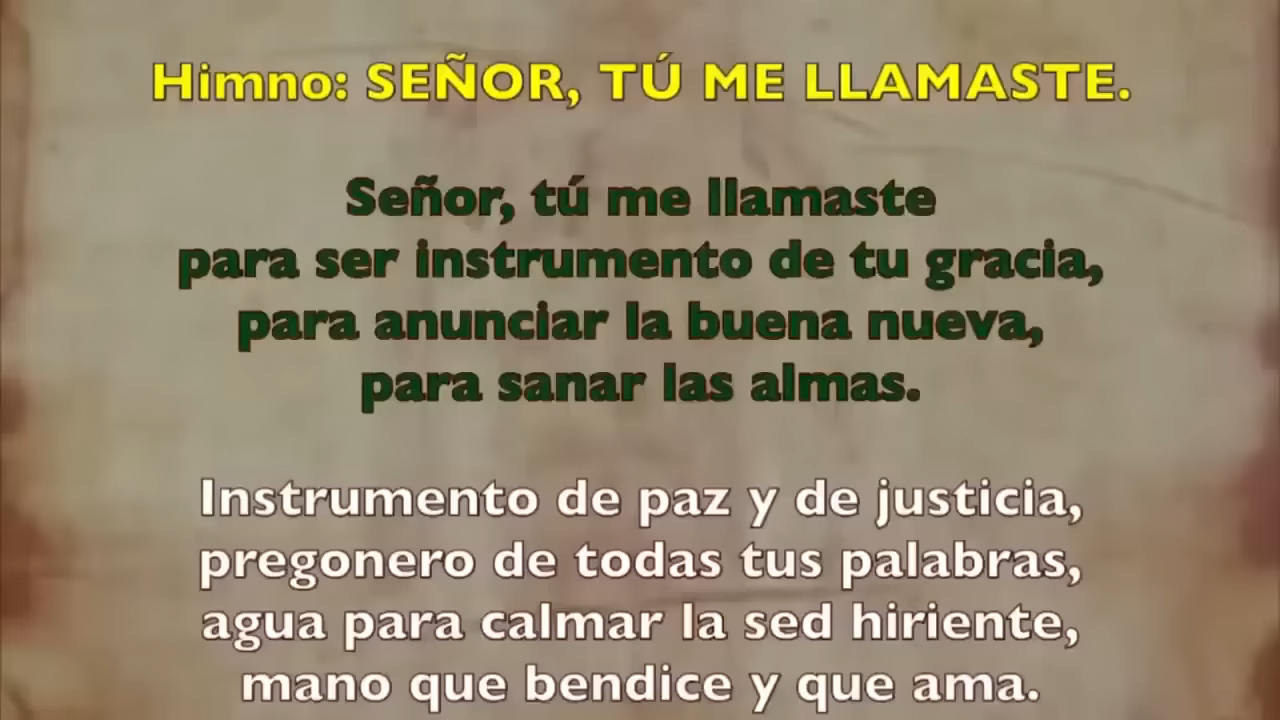 Himno: SEÑOR, TÚ ME LLAMASTE.
Señor, tú me llamaste
para ser instrumento de tu gracia,
para anunciar la buena nueva,
para sanar las almas.
Instrumento de paz y de justicia,
pregonero de todas tus palabras,
agua para calmar la sed hiriente,
mano que bendice y que ama.